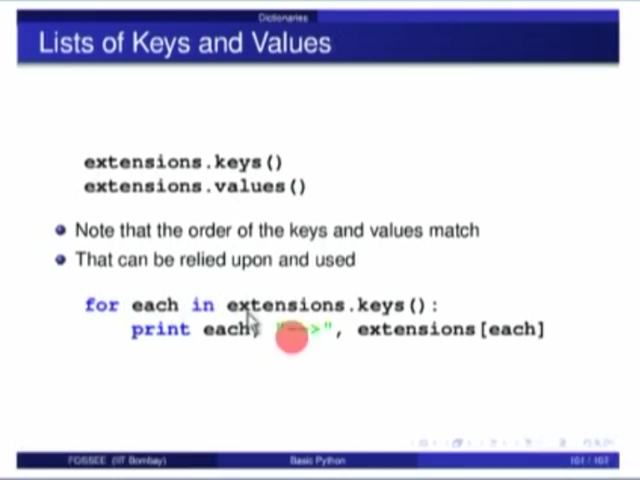 Dictionaries
Lists of Keys and Values
extensions.keys()
extensions.values()
Note that the order of the keys and values match
That can be relied upon and used
for each in extensions.keys():
print each, "-->", extensions[each]
FOSSEE (IIT Bombay) Basic Python 161 / 163